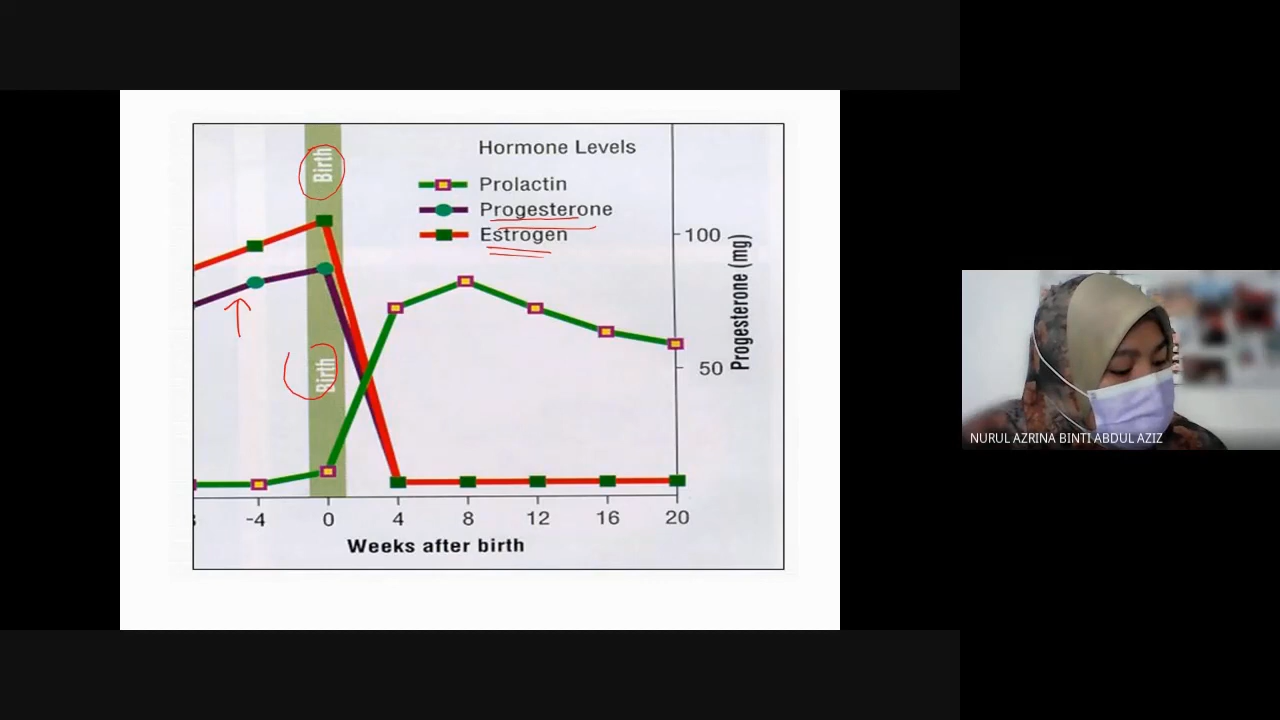 Birth
Hormone Levels
Prolactin
Progesterone
Estrogen
100
50
Progesterone (mg)
Birth
-4
0
4
8
12
16
20
Weeks after birth
NURUL AZRINA BINTI ABDUL AZIZ